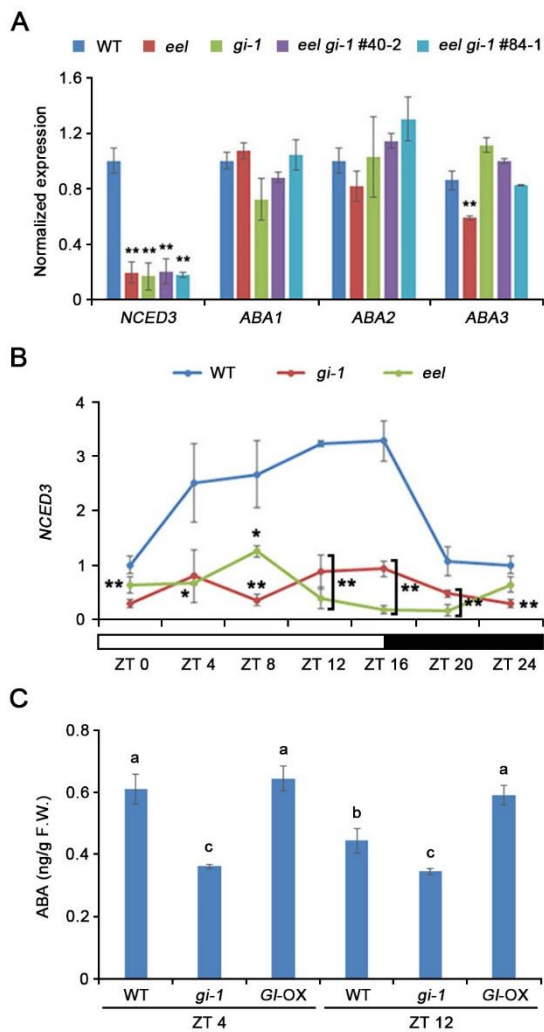 A
WT eel gi-1 eel gi-1 #40-2 eel gi-1 #84-1
Normalized expression
1.6
1.2
0.8
0.4
0
** ** ** **
**
NCED3 ABA1 ABA2 ABA3
B
WT gi-1 eel
NCED3
4
3
2
1
0
** * * ** ** ** ** **
ZT 0 ZT 4 ZT 8 ZT 12 ZT 16 ZT 20 ZT 24
C
ABA (ng/g F.W.)
0.8
0.6
0.4
0.2
0
a c a b c a
WT gi-1 GI-OX WT gi-1 GI-OX
ZT 4 ZT 12